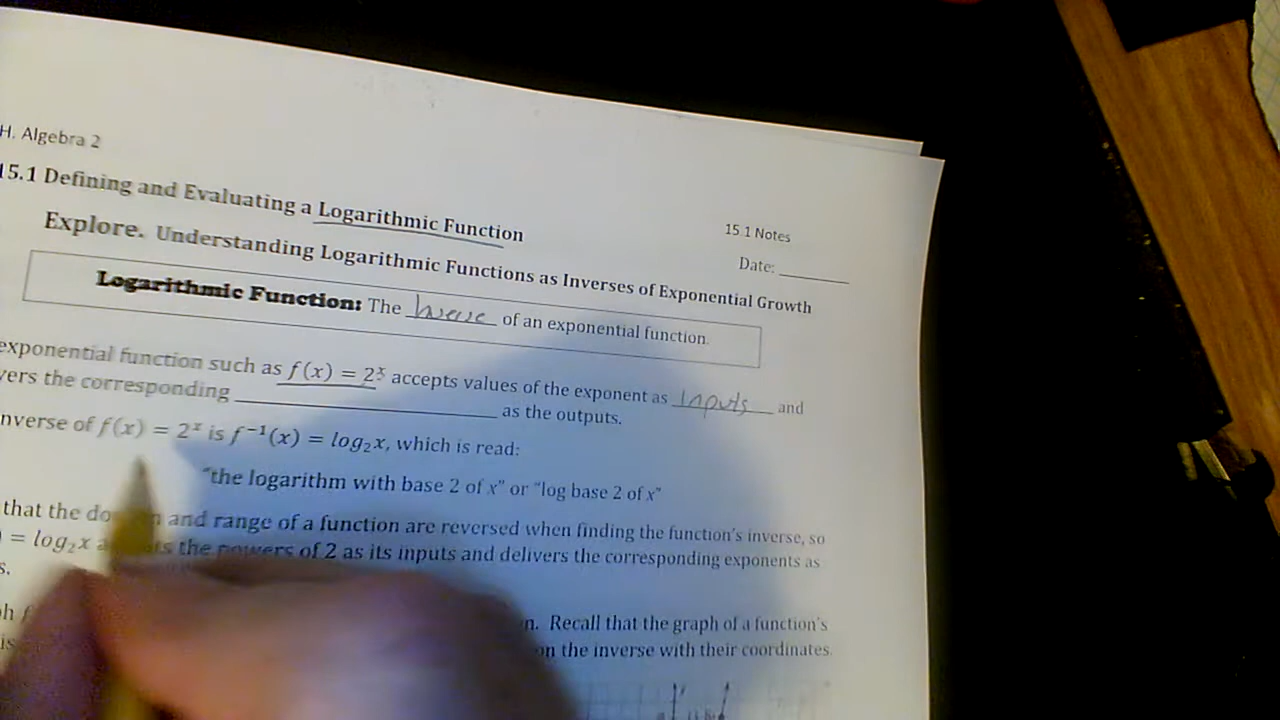 H. Algebra 2
15.1 Defining and Evaluating a Logarithmic Function
15.1 Notes
Date:
Explore. Understanding Logarithmic Functions as Inverses of Exponential Growth
Logarithmic Function: The Inverse of an exponential function.
exponential function such as f(x) = 2ˣ accepts values of the exponent as inputs and
vers the corresponding ____ as the outputs.
nverse of f(x) = 2ˣ is f⁻¹(x) = log₂x, which is read:
"the logarithm with base 2 of x" or "log base 2 of x"
that the and range of a function are reversed when finding the function's inverse, so
) = log₂x the powers of 2 as its inputs and delivers the corresponding exponents as
s.
n. Recall that the graph of a function's
on the inverse with their coordinates.